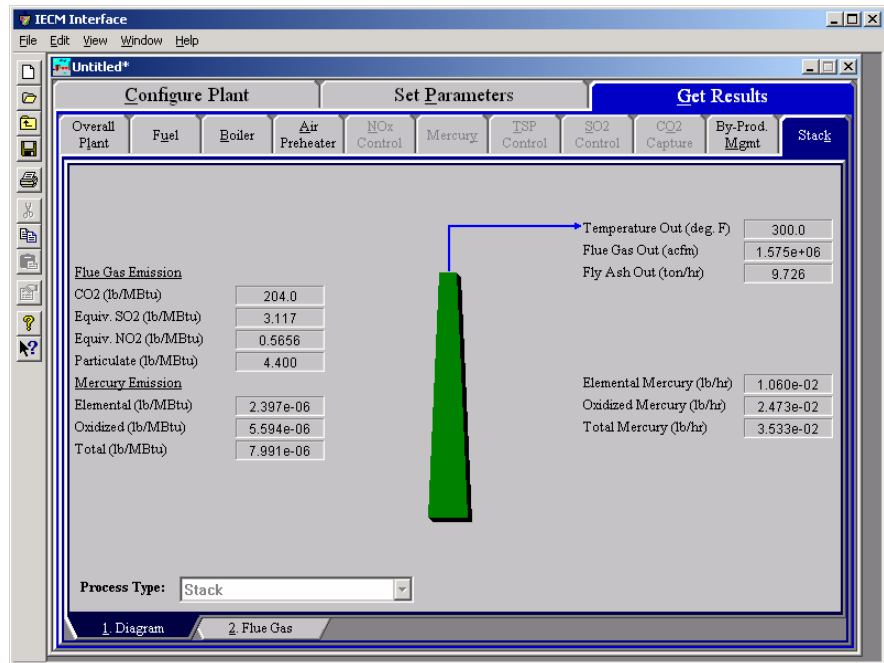 IECM Interface
File Edit View Window Help
Untitled*
Configure Plant Set Parameters Get Results
Overall Plant Fuel Boiler Air Preheater NOx Control Mercury TSP Control SO2 Control CO2 Capture By-Prod. Mgmt Stack
Temperature Out (deg. F) 300.0
Flue Gas Out (acfm) 1.575e+06
Fly Ash Out (ton/hr) 9.726
Flue Gas Emission
CO2 (lb/MBtu) 204.0
Equiv. SO2 (lb/MBtu) 3.117
Equiv. NO2 (lb/MBtu) 0.5656
Particulate (lb/MBtu) 4.400
Mercury Emission
Elemental (lb/MBtu) 2.397e-06
Oxidized (lb/MBtu) 5.594e-06
Total (lb/MBtu) 7.991e-06
Elemental Mercury (lb/hr) 1.060e-02
Oxidized Mercury (lb/hr) 2.473e-02
Total Mercury (lb/hr) 3.533e-02
Process Type: Stack
1. Diagram 2. Flue Gas